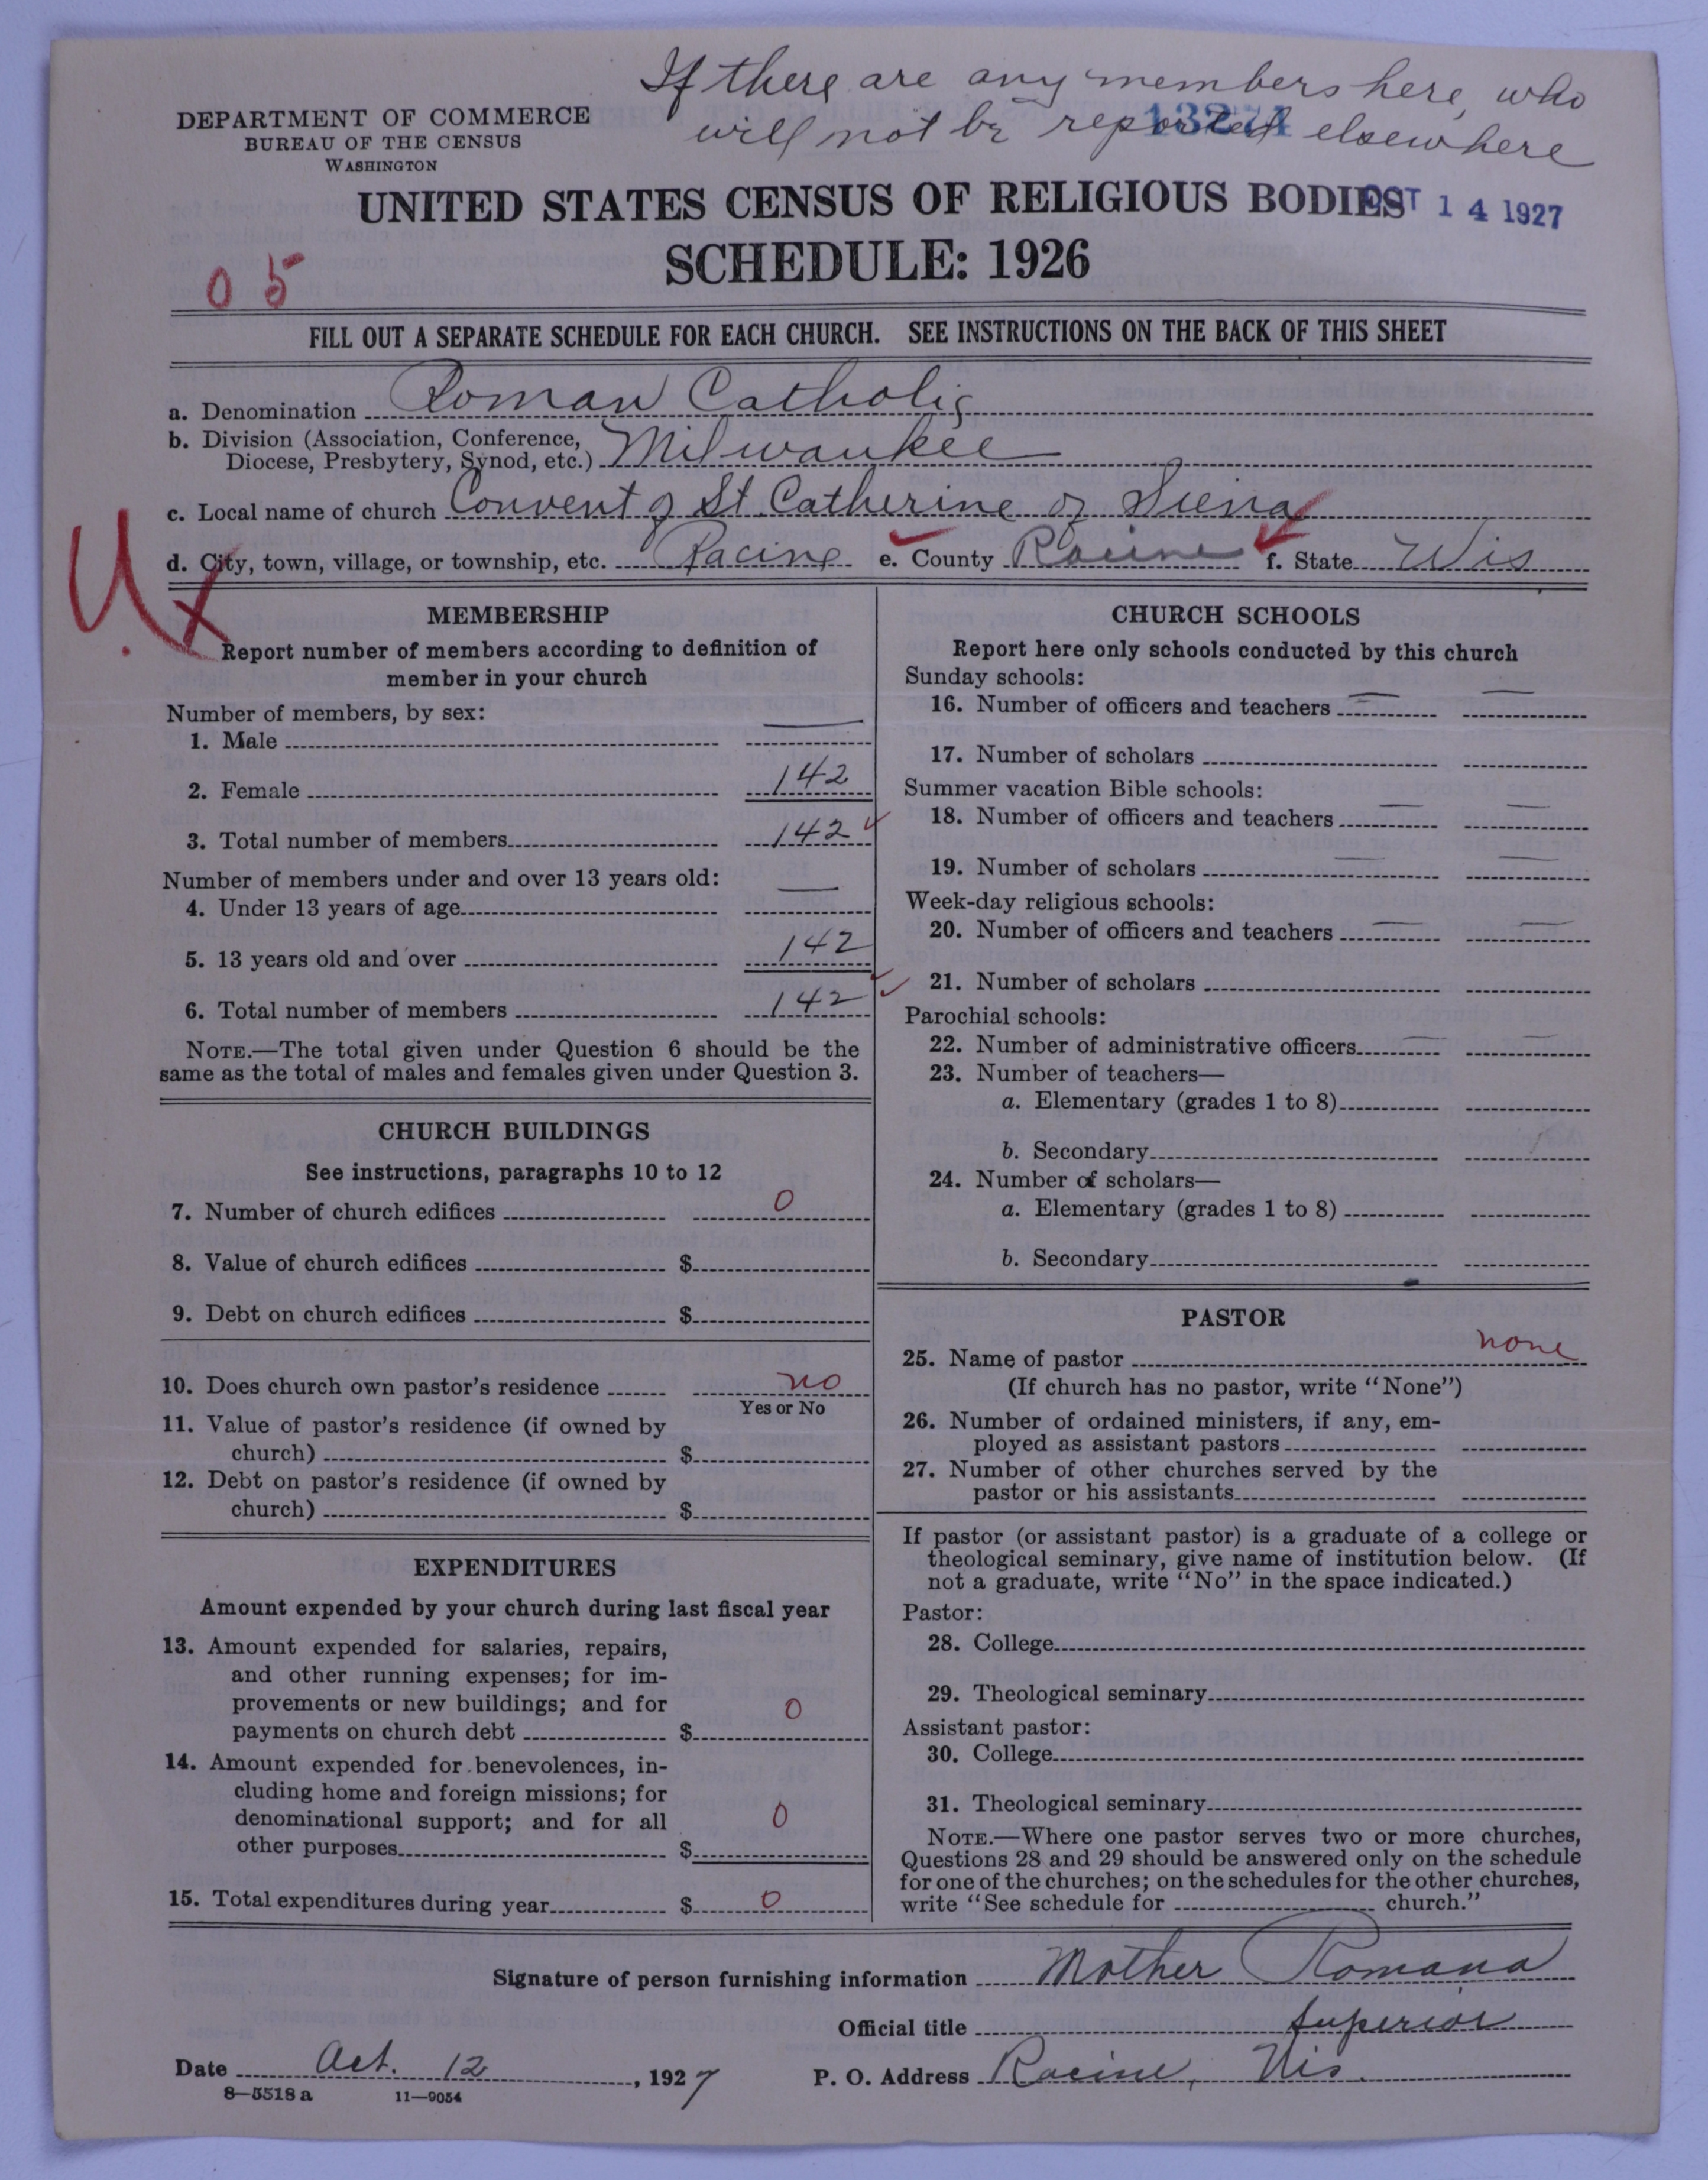 If there are any members here, who
will not be reported elsewhere
DEPARTMENT OF COMMERCE
BUREAU OF THE CENSUS
WASHINGTON
UNITED STATES CENSUS OF RELIGIOUS BODIES
OCT 14 1927
SCHEDULE: 1926
05
FILL OUT A SEPARATE SCHEDULE FOR EACH CHURCH. SEE INSTRUCTIONS ON THE BACK OF THIS SHEET
a. Denomination Roman Catholic
b. Division (Association, Conference,
Diocese, Presbytery, Synod, etc.) Milwaukee
c. Local name of church Convent of St. Catherine of Siena
d. City, town, village, or township, etc. Racine e. County Racine f. State Wis
MEMBERSHIP
Report number of members according to definition of
member in your church
Number of members, by sex:
1. Male —
2. Female 142
3. Total number of members 142
Number of members under and over 13 years old:
4. Under 13 years of age —
5. 13 years old and over 142
6. Total number of members 142
NOTE.—The total given under Question 6 should be the
same as the total of males and females given under Question 3.
CHURCH BUILDINGS
See instructions, paragraphs 10 to 12
7. Number of church edifices 0
8. Value of church edifices $
9. Debt on church edifices $
10. Does church own pastor's residence no
Yes or No
11. Value of pastor's residence (if owned by
church) $
12. Debt on pastor's residence (if owned by
church) $
EXPENDITURES
Amount expended by your church during last fiscal year
13. Amount expended for salaries, repairs,
and other running expenses; for im-
provements or new buildings; and for
payments on church debt $ 0
14. Amount expended for benevolences, in-
cluding home and foreign missions; for
denominational support; and for all
other purposes $ 0
15. Total expenditures during year $ 0
CHURCH SCHOOLS
Report here only schools conducted by this church
Sunday schools:
16. Number of officers and teachers — —
17. Number of scholars
Summer vacation Bible schools:
18. Number of officers and teachers — —
19. Number of scholars — —
Week-day religious schools:
20. Number of officers and teachers — —
21. Number of scholars
Parochial schools:
22. Number of administrative officers — —
23. Number of teachers—
a. Elementary (grades 1 to 8)
b. Secondary
24. Number of scholars—
a. Elementary (grades 1 to 8)
b. Secondary
PASTOR
25. Name of pastor none
(If church has no pastor, write "None")
26. Number of ordained ministers, if any, em-
ployed as assistant pastors
27. Number of other churches served by the
pastor or his assistants
If pastor (or assistant pastor) is a graduate of a college or
theological seminary, give name of institution below. (If
not a graduate, write "No" in the space indicated.)
Pastor:
28. College
29. Theological seminary
Assistant pastor:
30. College
31. Theological seminary
NOTE.—Where one pastor serves two or more churches,
Questions 28 and 29 should be answered only on the schedule
for one of the churches; on the schedules for the other churches,
write "See schedule for church."
Signature of person furnishing information Mother Romana
Official title Superior
Date Oct. 12, 1927 P. O. Address Racine, Wis.
8—5518 a 11—9054